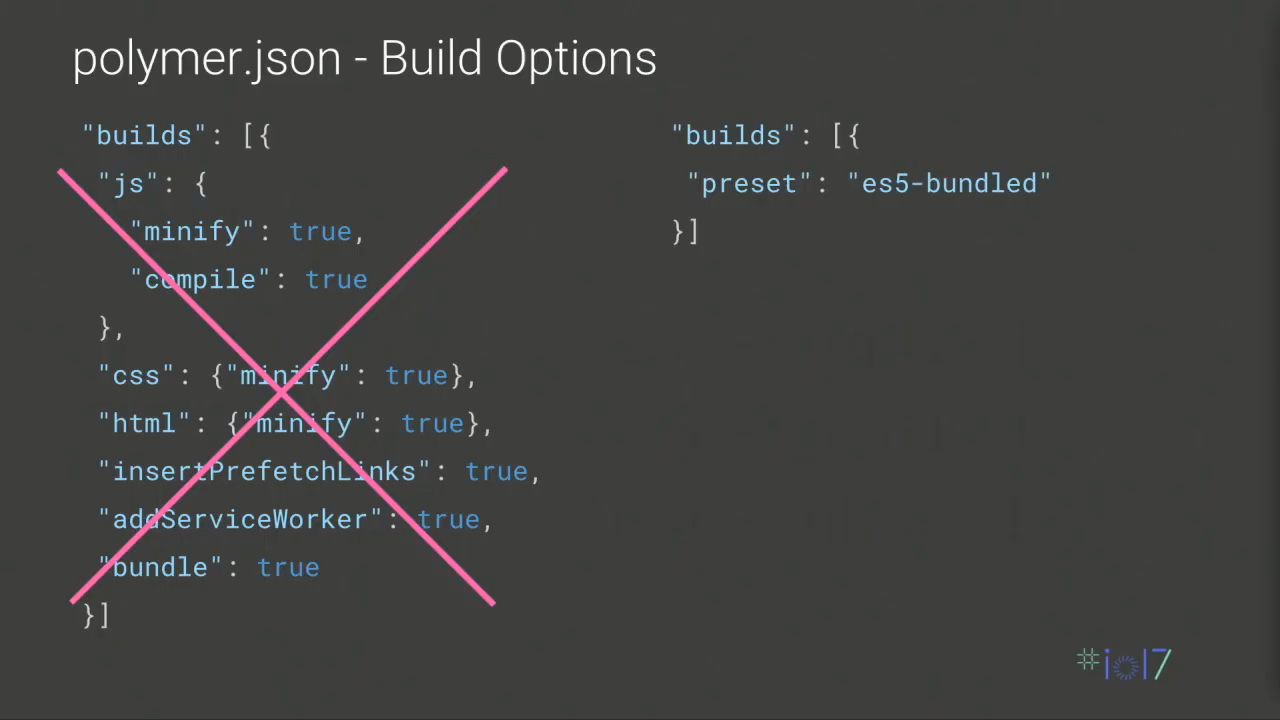 polymer.json - Build Options
"builds": [{
"js": {
"minify": true,
"compile": true
},
"css": {"minify": true},
"html": {"minify": true},
"insertPrefetchLinks": true,
"addServiceWorker": true,
"bundle": true
}]
"builds": [{
"preset": "es5-bundled"
}]
#io17